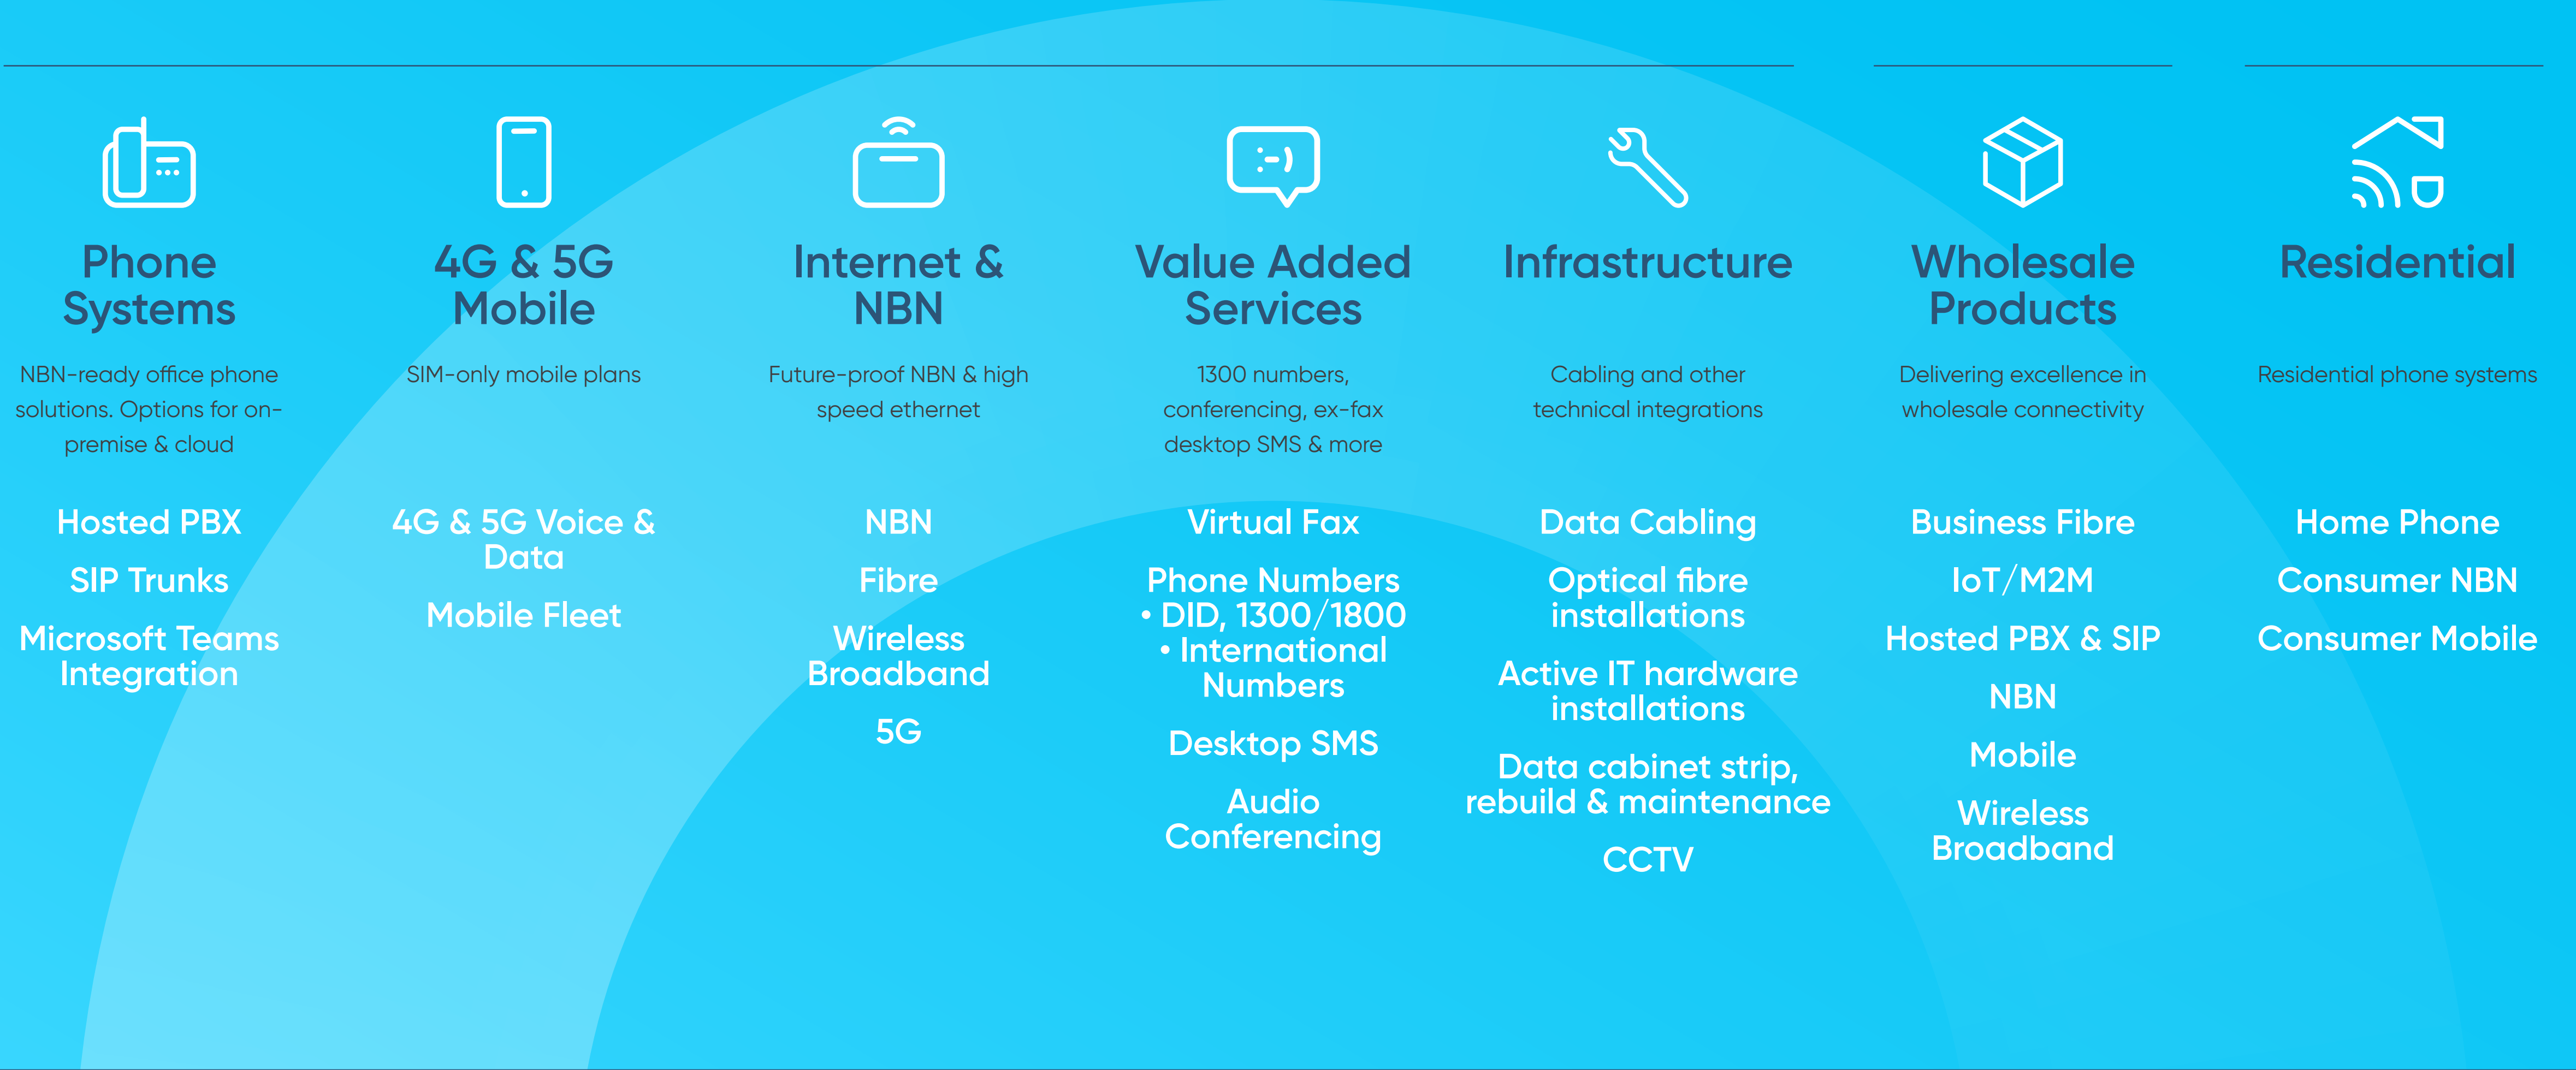 Phone
Systems
NBN-ready office phone
solutions. Options for on-
premise & cloud
Hosted PBX
SIP Trunks
Microsoft Teams
Integration
4G & 5G
Mobile
SIM-only mobile plans
4G & 5G Voice &
Data
Mobile Fleet
Internet &
NBN
Future-proof NBN & high
speed ethernet
NBN
Fibre
Wireless
Broadband
5G
Value Added
Services
1300 numbers,
conferencing, ex-fax
desktop SMS & more
Virtual Fax
Phone Numbers
• DID, 1300/1800
• International
Numbers
Desktop SMS
Audio
Conferencing
Infrastructure
Cabling and other
technical integrations
Data Cabling
Optical fibre
installations
Active IT hardware
installations
Data cabinet strip,
rebuild & maintenance
CCTV
Wholesale
Products
Delivering excellence in
wholesale connectivity
Business Fibre
IoT/M2M
Hosted PBX & SIP
NBN
Mobile
Wireless
Broadband
Residential
Residential phone systems
Home Phone
Consumer NBN
Consumer Mobile